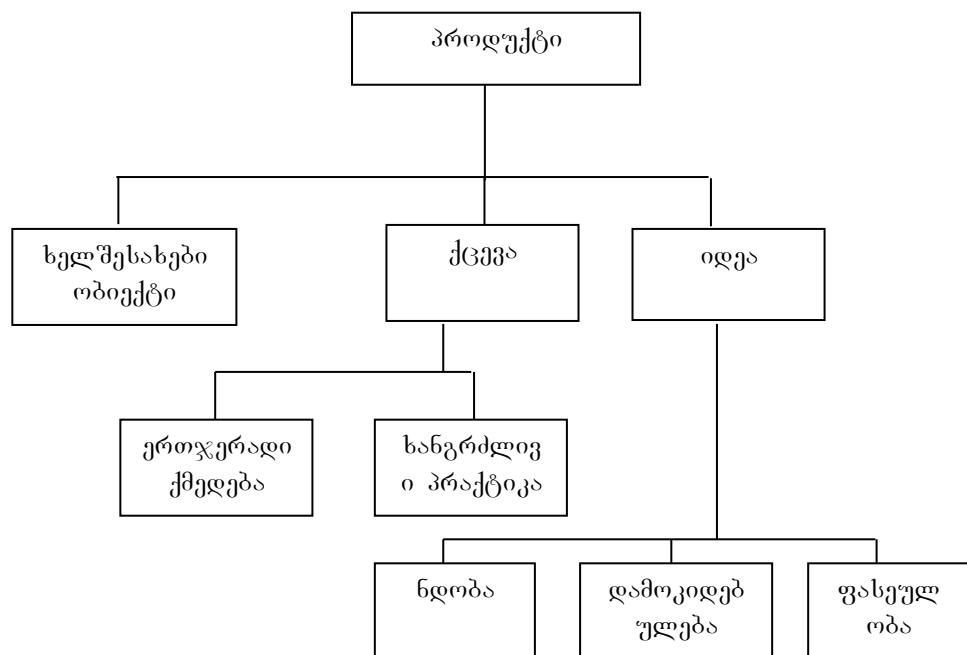 პროდუქტი
ხელშესახები
ობიექტი
ქცევა
იდეა
ერთჯერადი
ქმედება
ხანგრძლივ
ი პრაქტიკა
ნდობა
დამოკიდებ
ულება
ფასეულ
ობა